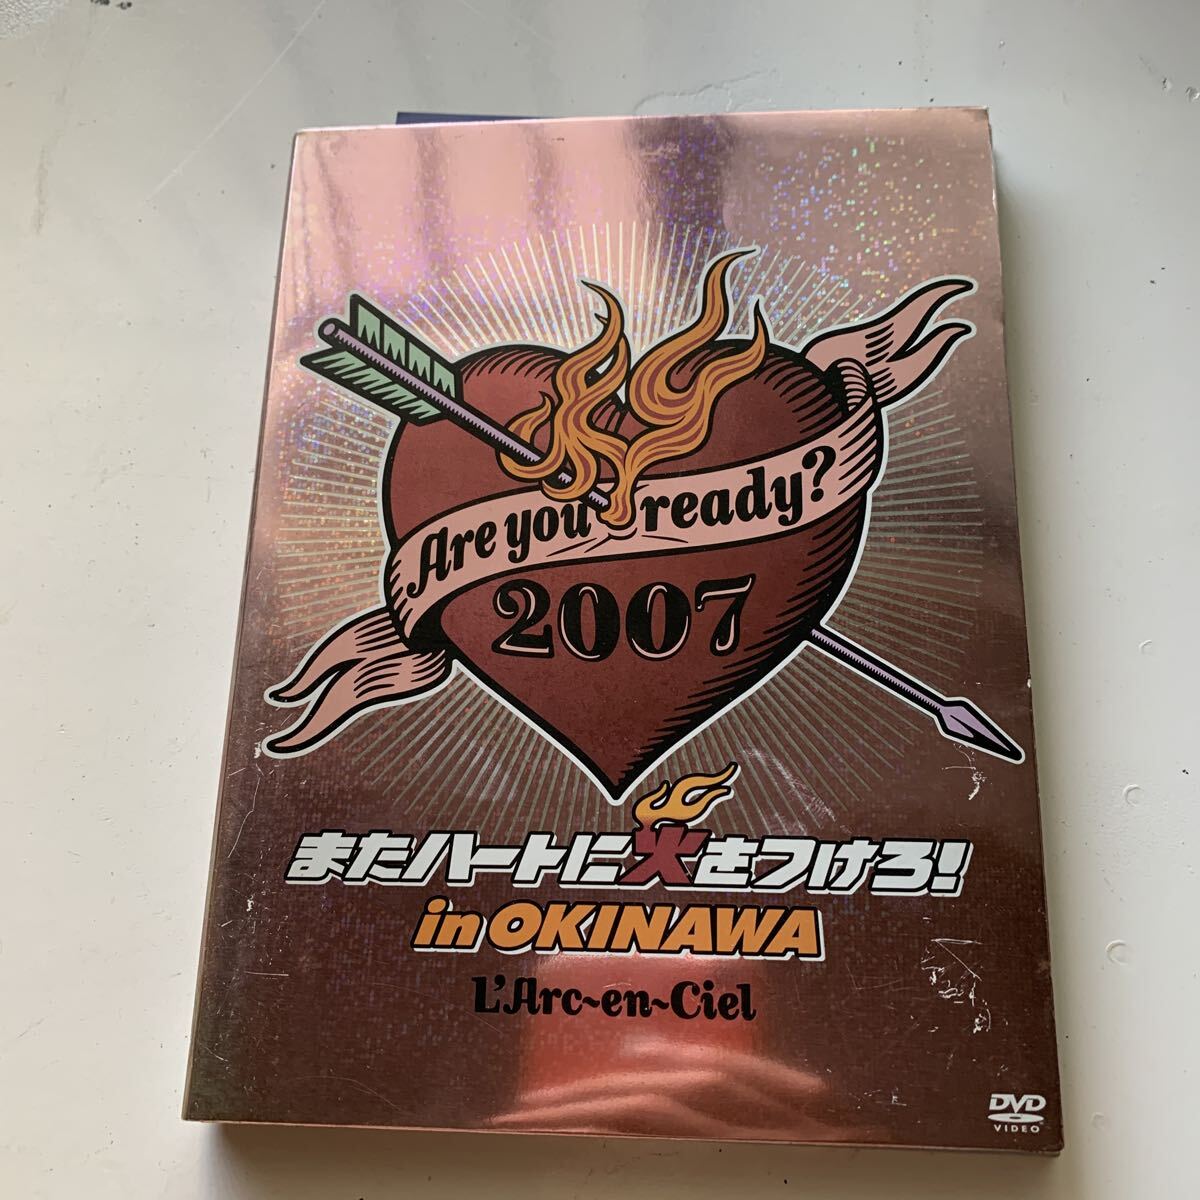 Are you ready?
2007
またハートに火をつけろ!
in OKINAWA
L'Arc~en~Ciel
DVD
VIDEO